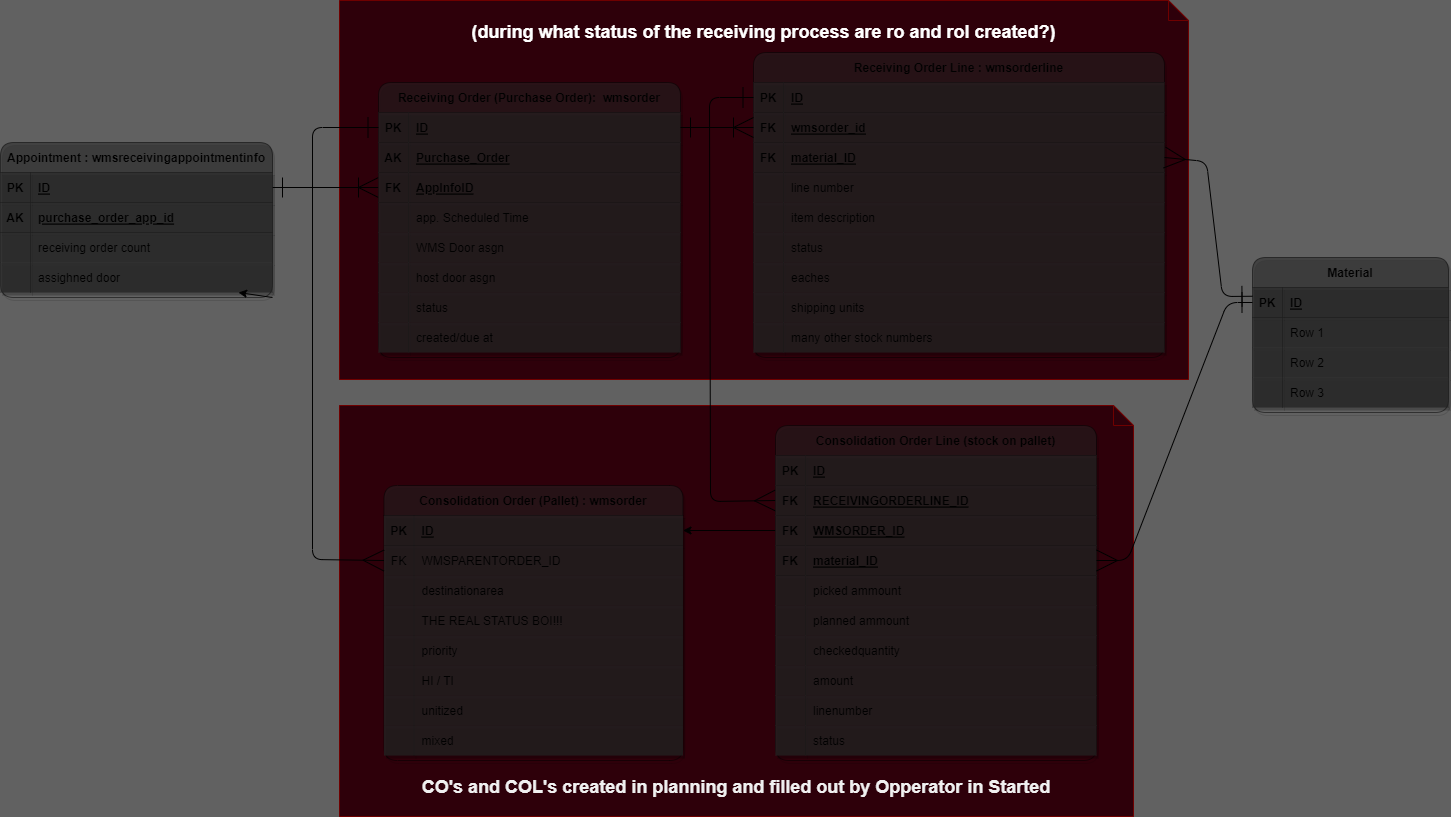 (during what status of the receiving process are ro and rol created?)
Receiving Order Line : wmsorderline
PK ID
FK wmsorder_id
FK material_ID
line number
item description
status
eaches
shipping units
many other stock numbers
Receiving Order (Purchase Order):  wmsorder
PK ID
AK Purchase_Order
FK AppInfoID
app. Scheduled Time
WMS Door asgn
host door asgn
status
created/due at
Appointment : wmsreceivingappointmentinfo
PK ID
AK purchase_order_app_id
receiving order count
assighned door
Material
PK ID
Row 1
Row 2
Row 3
Consolidation Order Line (stock on pallet)
PK ID
FK RECEIVINGORDERLINE_ID
FK WMSORDER_ID
FK material_ID
picked ammount
planned ammount
checkedquantity
amount
linenumber
status
Consolidation Order (Pallet) : wmsorder
PK ID
FK WMSPARENTORDER_ID
destinationarea
THE REAL STATUS BOI!!!!
priority
HI / TI
unitized
mixed
CO's and COL's created in planning and filled out by Opperator in Started